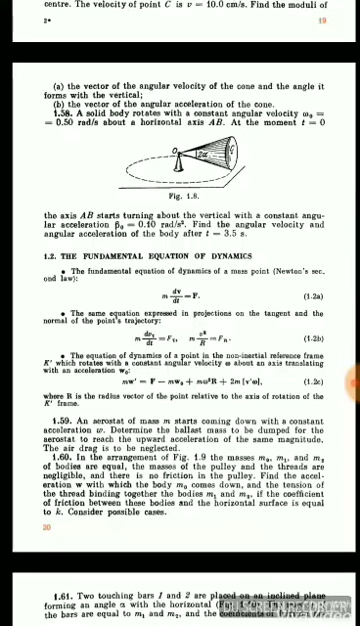 centre. The velocity of point C is v = 10.0 cm/s. Find the moduli of
2*
19
(a) the vector of the angular velocity of the cone and the angle it
forms with the vertical;
(b) the vector of the angular acceleration of the cone.
1.58. A solid body rotates with a constant angular velocity ω₀ =
= 0.50 rad/s about a horizontal axis AB. At the moment t = 0
O
2α
C
Fig. 1.8.
the axis AB starts turning about the vertical with a constant angu-
lar acceleration β₀ = 0.10 rad/s². Find the angular velocity and
angular acceleration of the body after t = 3.5 s.
1.2. THE FUNDAMENTAL EQUATION OF DYNAMICS
• The fundamental equation of dynamics of a mass point (Newton's sec-
ond law):
m dv/dt = F. (1.2a)
• The same equation expressed in projections on the tangent and the
normal of the point's trajectory:
m dvτ/dt = Fτ, m v²/R = Fn. (1.2b)
• The equation of dynamics of a point in the non-inertial reference frame
K' which rotates with a constant angular velocity ω about an axis translating
with an acceleration w₀:
mw' = F − mw₀ + mω²R + 2m [v'ω], (1.2c)
where R is the radius vector of the point relative to the axis of rotation of the
K' frame.
1.59. An aerostat of mass m starts coming down with a constant
acceleration w. Determine the ballast mass to be dumped for the
aerostat to reach the upward acceleration of the same magnitude.
The air drag is to be neglected.
1.60. In the arrangement of Fig. 1.9 the masses m₀, m₁, and m₂
of bodies are equal, the masses of the pulley and the threads are
negligible, and there is no friction in the pulley. Find the accel-
eration w with which the body m₀ comes down, and the tension of
the thread binding together the bodies m₁ and m₂, if the coefficient
of friction between these bodies and the horizontal surface is equal
to k. Consider possible cases.
20
1.61. Two touching bars 1 and 2 are placed on an inclined plane
forming an angle α with the horizontal
the bars are equal to m₁ and m₂, and the coefficients of
SCREEN RECORDER
VivaVideo